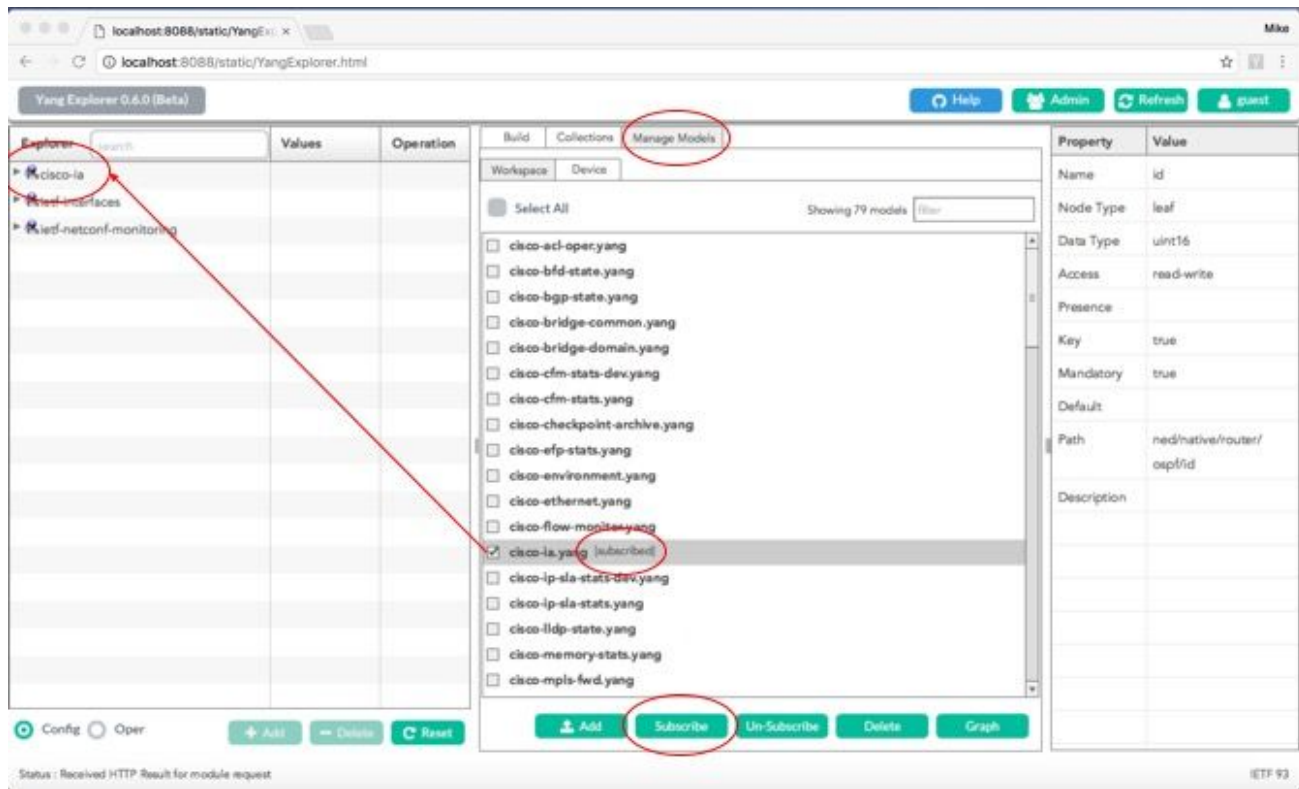 localhost:8088/static/YangEx
Mike
localhost:8088/static/YangExplorer.html
Yang Explorer 0.6.0 (Beta)
Help
Admin
Refresh
guest
Explorer
search
Values
Operation
cisco-ia
ietf-interfaces
ietf-netconf-monitoring
Config
Oper
Add
Delete
Reset
Build
Collections
Manage Models
Workspace
Device
Select All
Showing 79 models
filter
cisco-acl-oper.yang
cisco-bfd-state.yang
cisco-bgp-state.yang
cisco-bridge-common.yang
cisco-bridge-domain.yang
cisco-cfm-stats-dev.yang
cisco-cfm-stats.yang
cisco-checkpoint-archive.yang
cisco-efp-stats.yang
cisco-environment.yang
cisco-ethernet.yang
cisco-flow-monitor.yang
cisco-ia.yang [subscribed]
cisco-ip-sla-stats-dev.yang
cisco-ip-sla-stats.yang
cisco-lldp-state.yang
cisco-memory-stats.yang
cisco-mpls-fwd.yang
Add
Subscribe
Un-Subscribe
Delete
Graph
Property Value
Name id
Node Type leaf
Data Type uint16
Access read-write
Presence
Key true
Mandatory true
Default
Path ned/native/router/
ospf/id
Description
Status : Received HTTP Result for module request
IETF 93